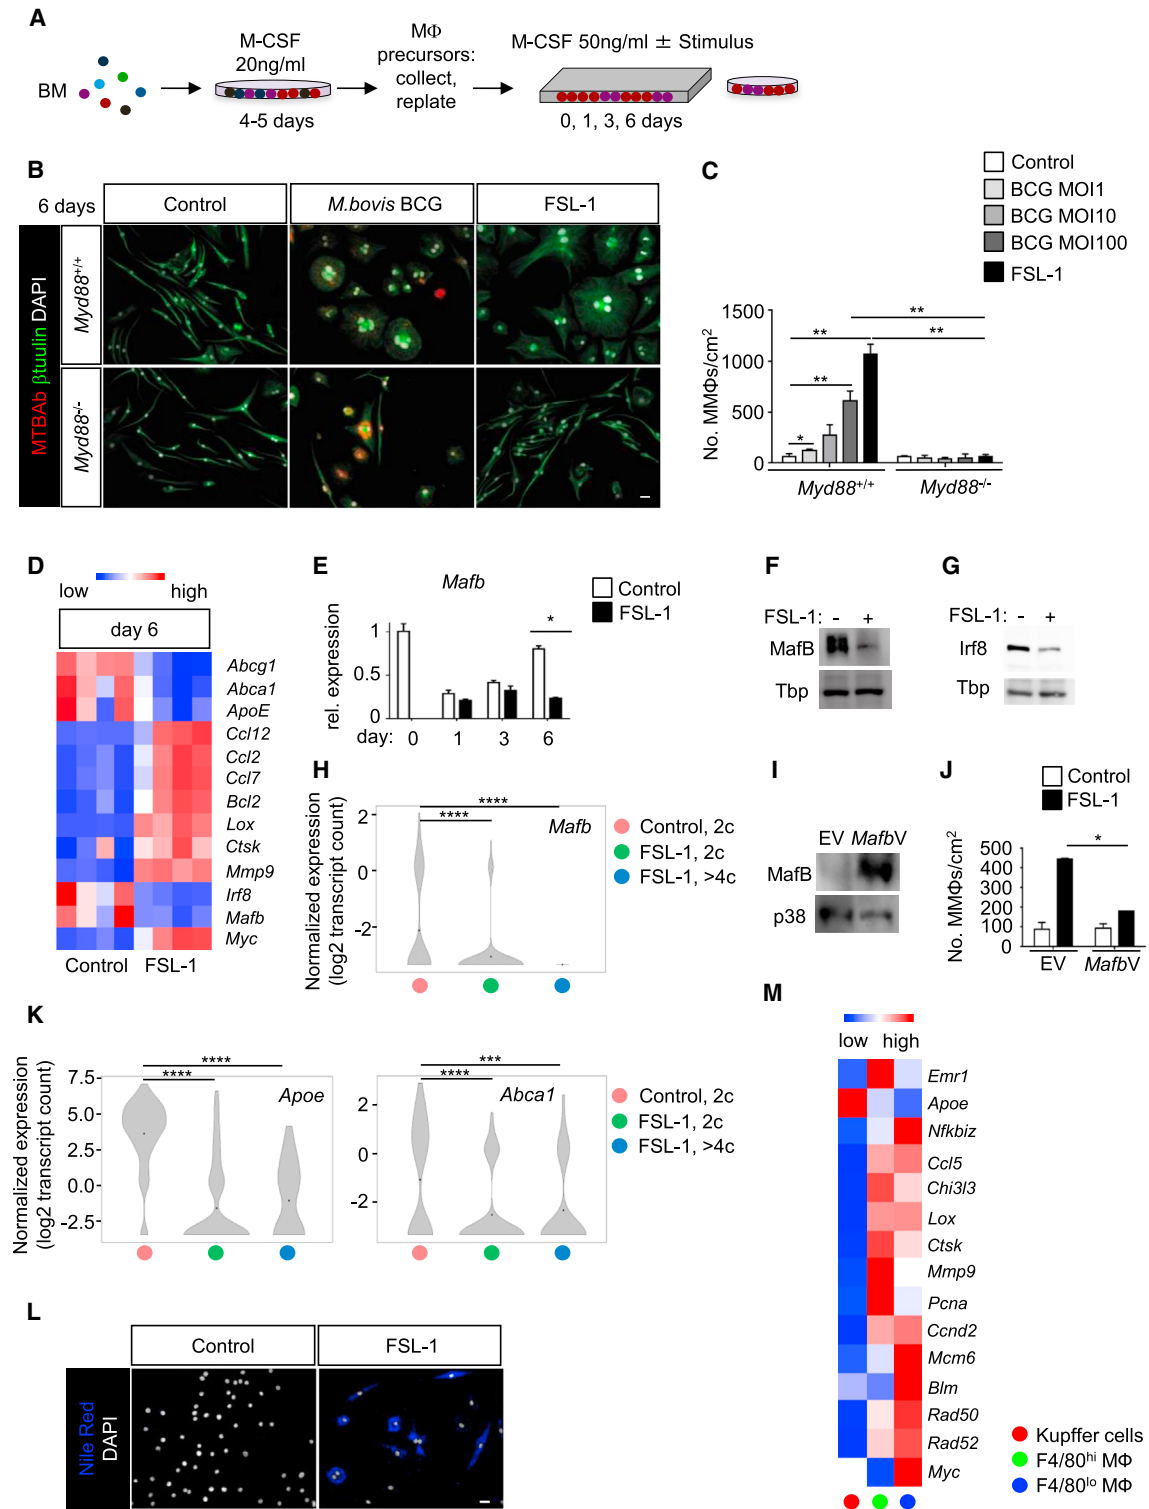 A
BM
M-CSF
20ng/ml
4-5 days
MΦ
precursors:
collect,
replate
M-CSF 50ng/ml ± Stimulus
0, 1, 3, 6 days
B
6 days
Control
M.bovis BCG
FSL-1
MTBAb βtuulin DAPI
Myd88+/+
Myd88-/-
C
Control
BCG MOI1
BCG MOI10
BCG MOI100
FSL-1
No. MMΦs/cm²
1500
1000
500
0
*
**
**
**
**
Myd88+/+
Myd88-/-
D
low
high
day 6
Abcg1
Abca1
ApoE
Ccl12
Ccl2
Ccl7
Bcl2
Lox
Ctsk
Mmp9
Irf8
Mafb
Myc
Control
FSL-1
E
Mafb
Control
FSL-1
rel. expression
1
0.5
0
*
day: 0 1 3 6
F
FSL-1: - +
MafB
Tbp
G
FSL-1: - +
Irf8
Tbp
H
Normalized expression
(log2 transcript count)
2
0
-2
****
****
Mafb
Control, 2c
FSL-1, 2c
FSL-1, >4c
I
EV MafbV
MafB
p38
J
Control
FSL-1
No. MMΦs/cm²
500
400
300
200
100
0
*
EV
MafbV
K
Normalized expression
(log2 transcript count)
7.5
5.0
2.5
0.0
-2.5
****
****
Apoe
2
0
-2
***
****
Abca1
Control, 2c
FSL-1, 2c
FSL-1, >4c
L
Control
FSL-1
Nile Red
DAPI
M
low
high
Emr1
Apoe
Nfkbiz
Ccl5
Chi3l3
Lox
Ctsk
Mmp9
Pcna
Ccnd2
Mcm6
Blm
Rad50
Rad52
Myc
Kupffer cells
F4/80hi MΦ
F4/80lo MΦ